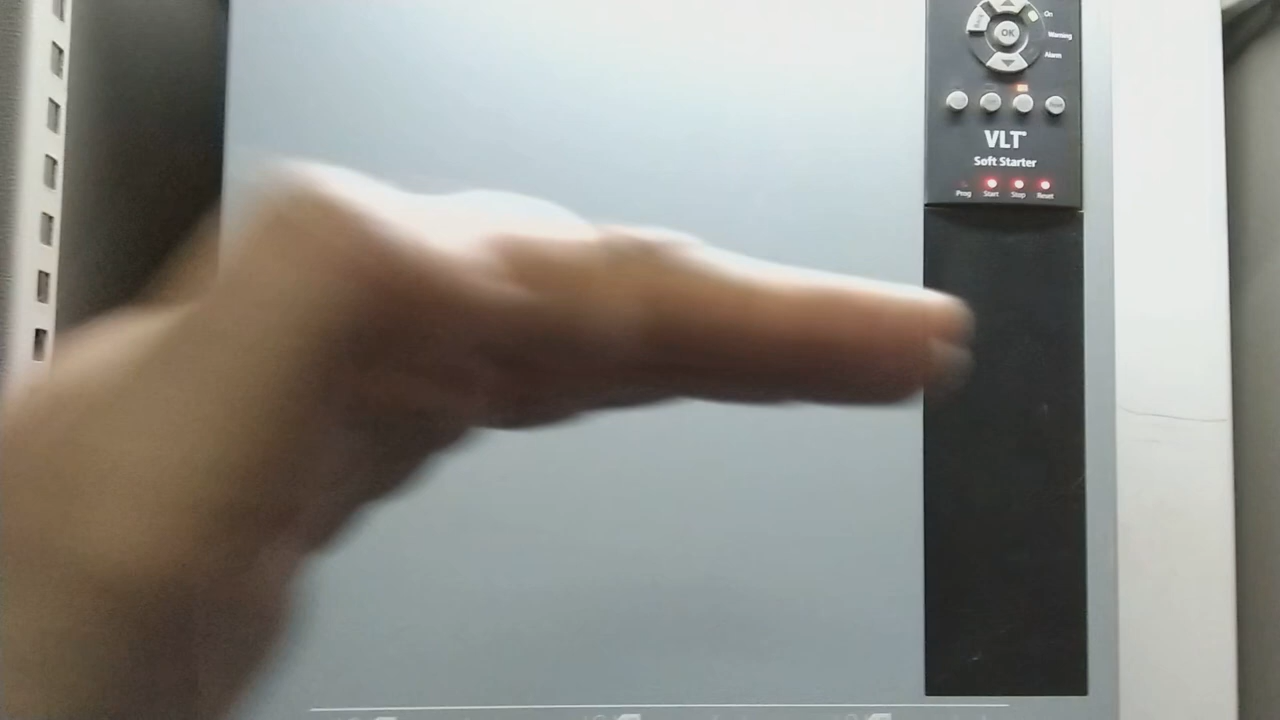 On
OK
Warning
Alarm
VLT®
Soft Starter
Prog Start Stop Reset